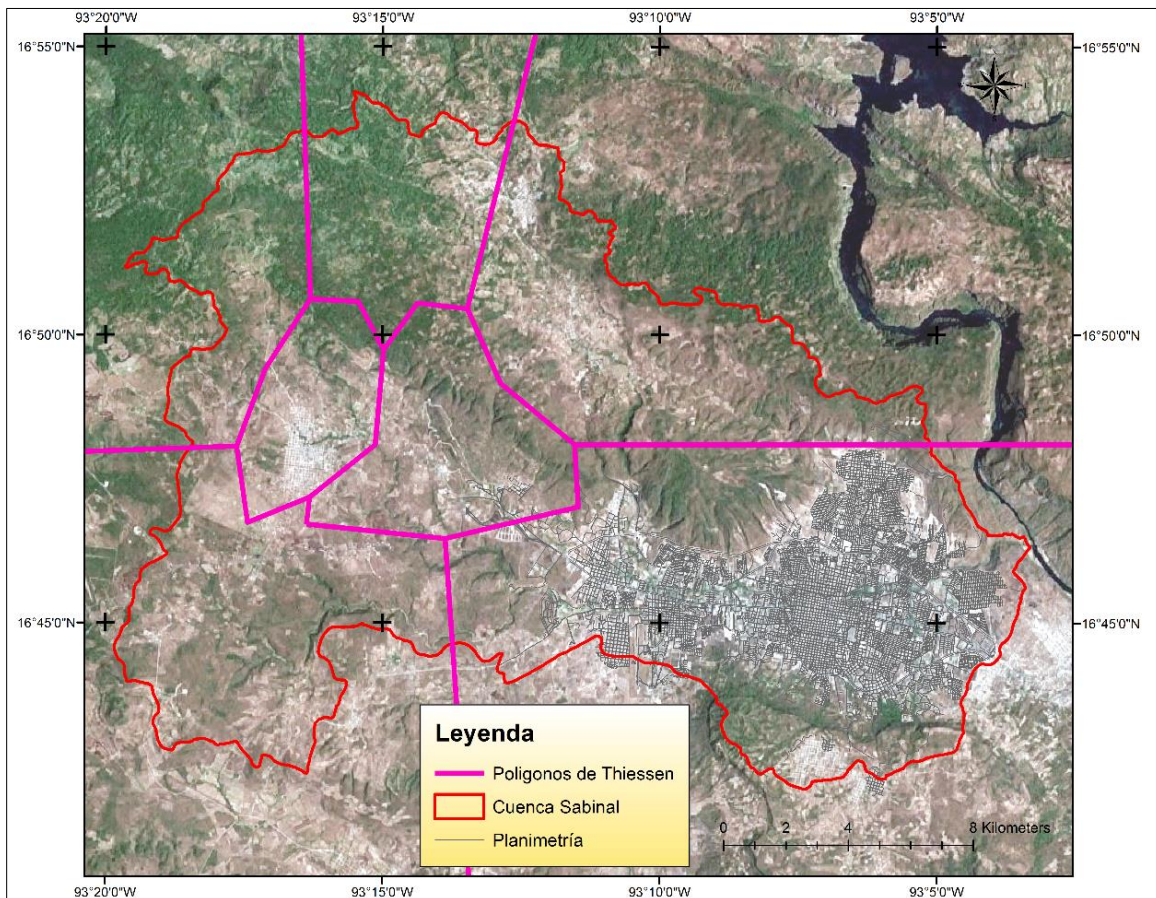 93°20'0"W 93°15'0"W 93°10'0"W 93°5'0"W
16°55'0"N 16°55'0"N
16°50'0"N 16°50'0"N
16°45'0"N 16°45'0"N
Leyenda
Poligonos de Thiessen
Cuenca Sabinal
Planimetría
0 2 4 8 Kilometers
93°20'0"W 93°15'0"W 93°10'0"W 93°5'0"W